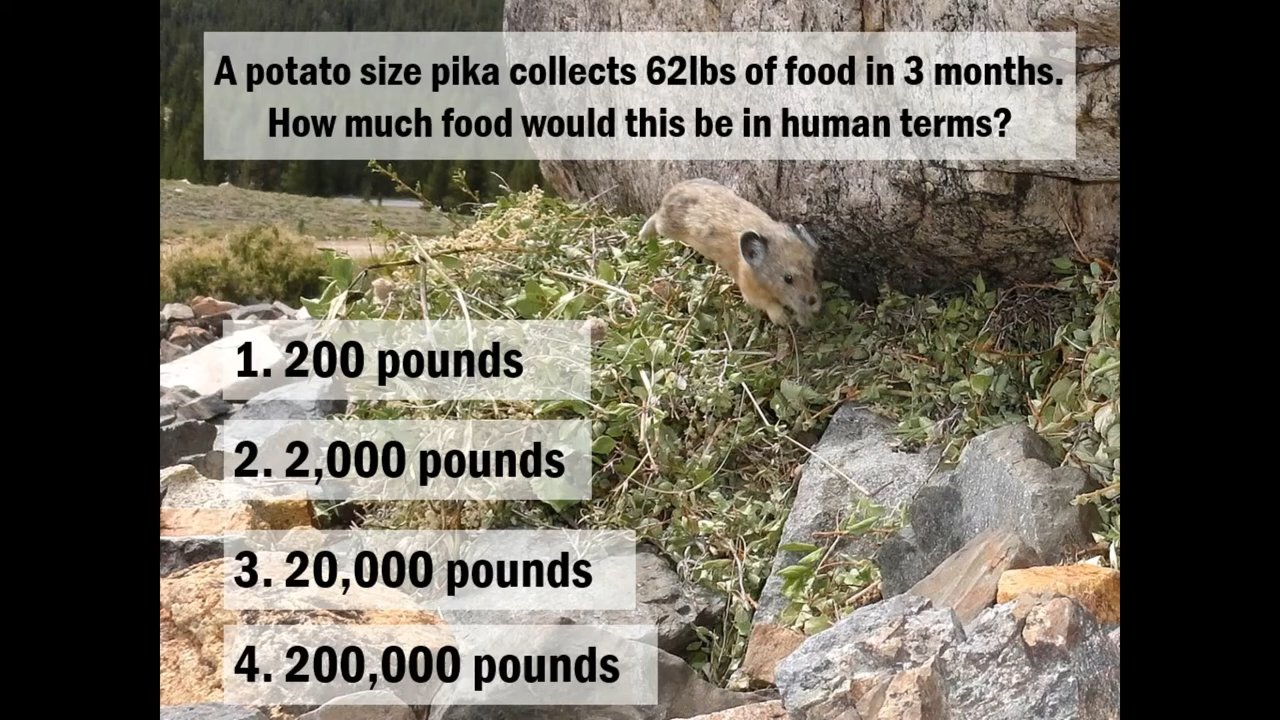 A potato size pika collects 62lbs of food in 3 months.
How much food would this be in human terms?
1. 200 pounds
2. 2,000 pounds
3. 20,000 pounds
4. 200,000 pounds